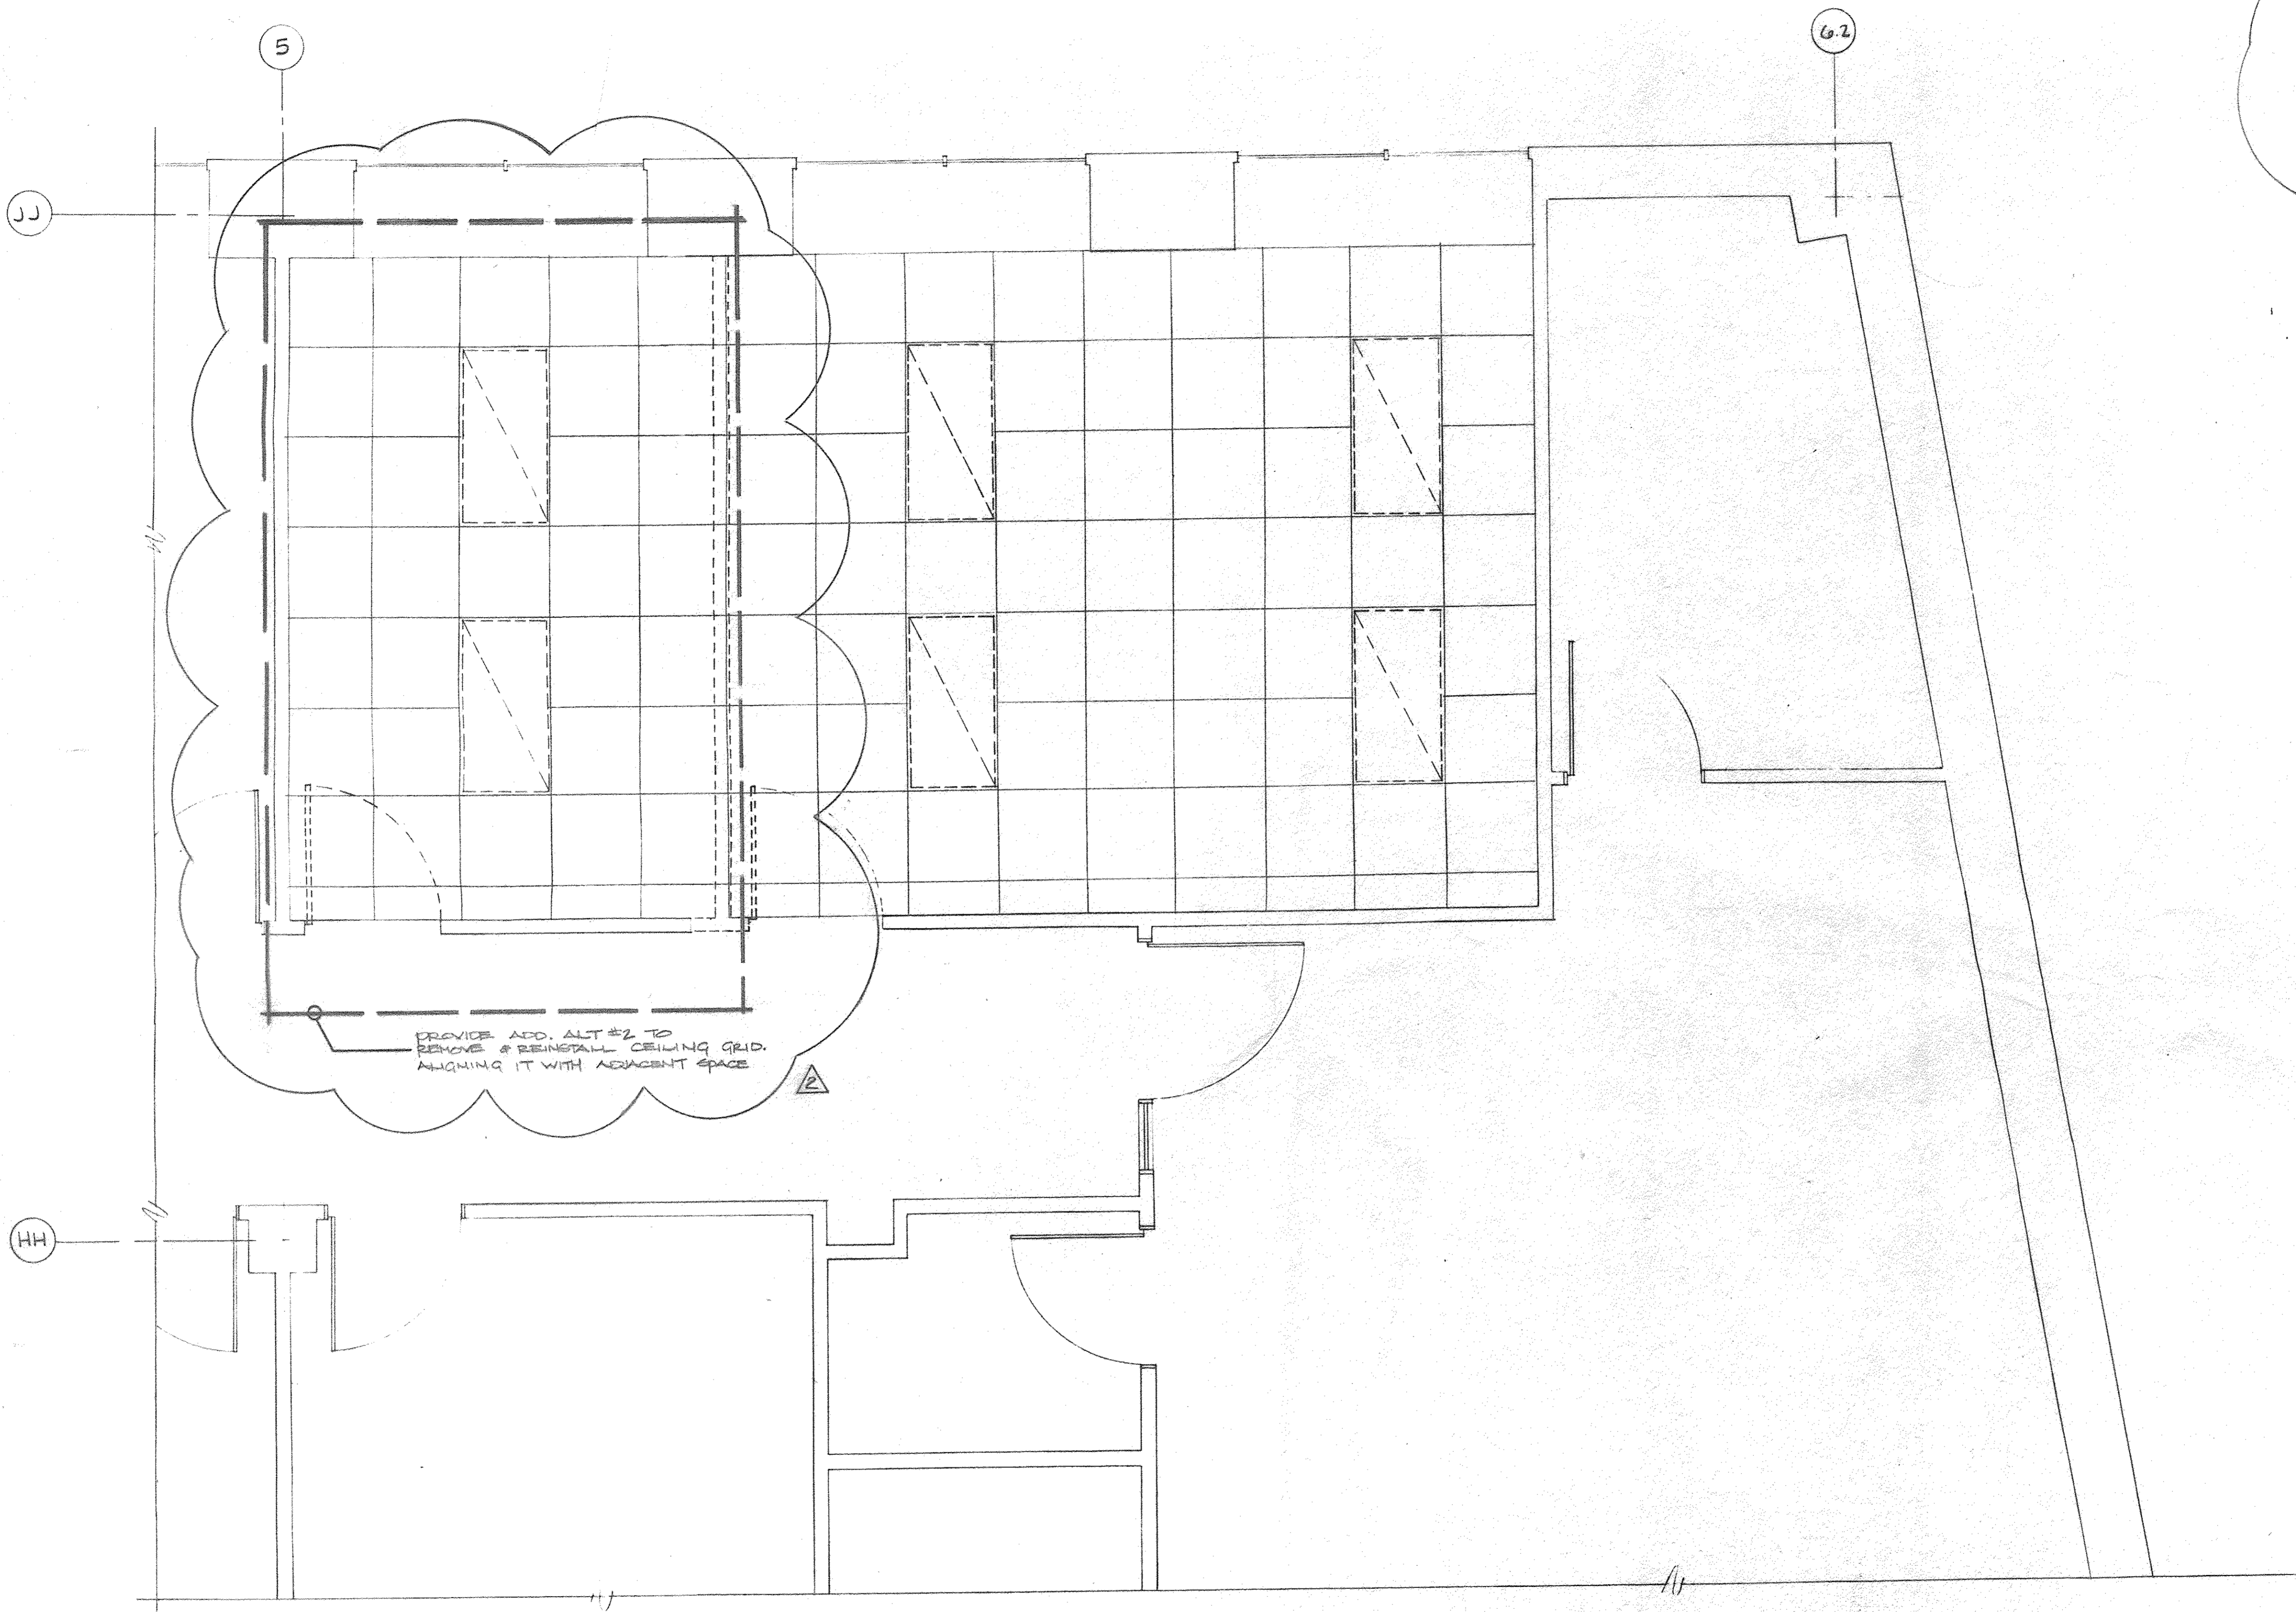 5
6.2
JJ
PROVIDE ADD. ALT #2 TO
REMOVE & REINSTALL CEILING GRID.
ALIGNING IT WITH ADJACENT SPACE
2
HH